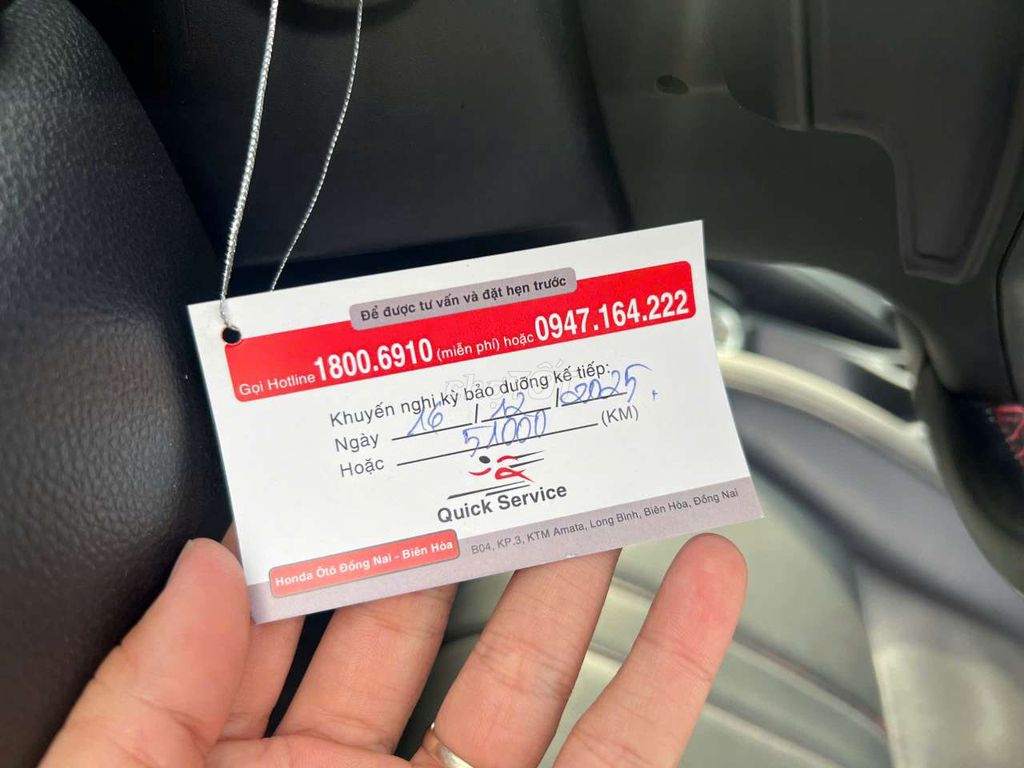 Để được tư vấn và đặt hẹn trước
Gọi Hotline 1800.6910 (miễn phí) hoặc 0947.164.222
Khuyến nghị kỳ bảo dưỡng kế tiếp:
Ngày 16 / 12 / 2025
Hoặc 51000 (KM)
Quick Service
Honda Ôtô Đồng Nai - Biên Hòa
B04, KP.3, KTM Amata, Long Bình, Biên Hòa, Đồng Nai